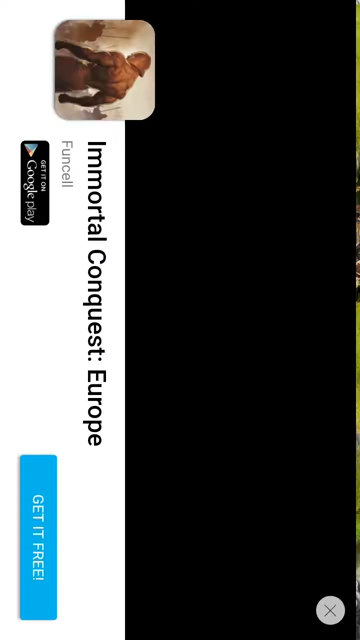 Immortal Conquest: Europe
Funcell
GET IT ON
Google play
GET IT FREE!